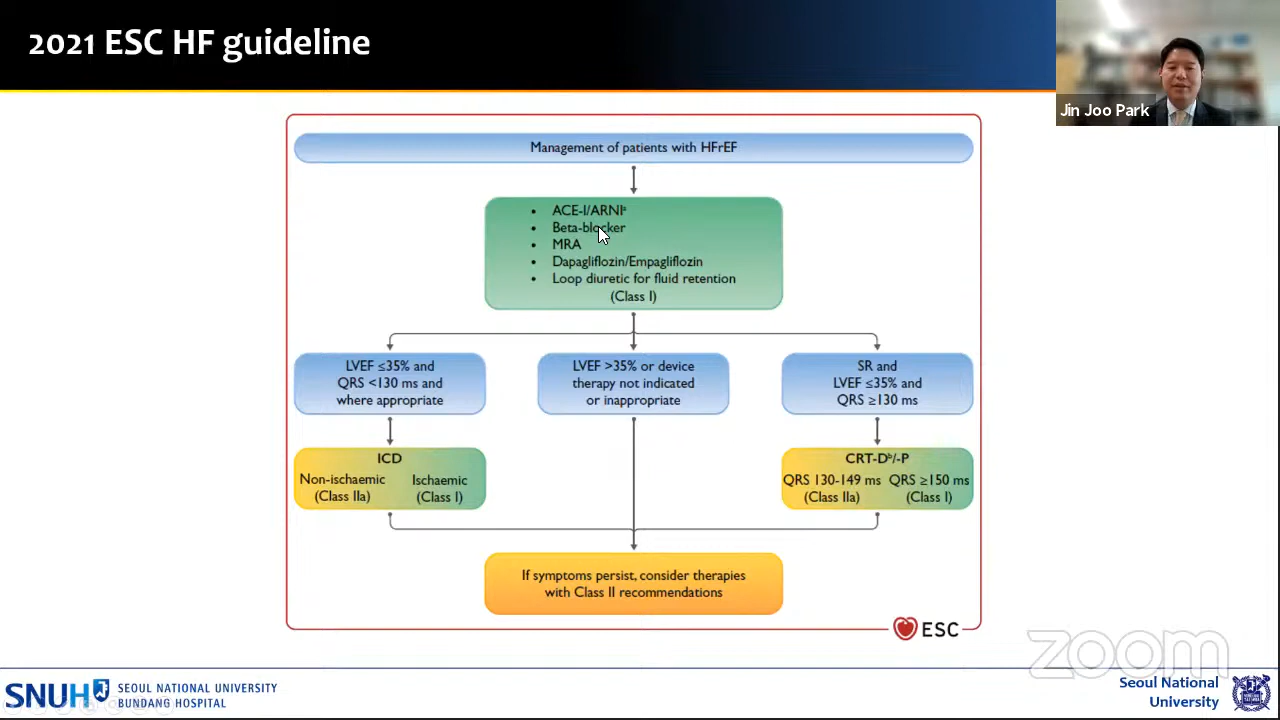 2021 ESC HF guideline
Jin Joo Park
Management of patients with HFrEF
• ACE-I/ARNIᵃ
• Beta-blocker
• MRA
• Dapagliflozin/Empagliflozin
• Loop diuretic for fluid retention
(Class I)
LVEF ≤35% and
QRS <130 ms and
where appropriate
LVEF >35% or device
therapy not indicated
or inappropriate
SR and
LVEF ≤35% and
QRS ≥130 ms
ICD
Non-ischaemic
(Class IIa)
Ischaemic
(Class I)
CRT-Dᵇ/-P
QRS 130-149 ms
(Class IIa)
QRS ≥150 ms
(Class I)
If symptoms persist, consider therapies
with Class II recommendations
ESC
zoom
SNUH
SEOUL NATIONAL UNIVERSITY
BUNDANG HOSPITAL
Seoul National
University